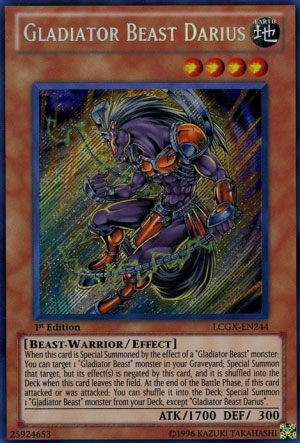 GLADIATOR BEAST DARIUS
EARTH
地
1st Edition
LCGX-EN244
[BEAST-WARRIOR/EFFECT]
When this card is Special Summoned by the effect of a "Gladiator Beast" monster:
You can target 1 "Gladiator Beast" monster in your Graveyard; Special Summon
that target, but its effect(s) is negated by this card, and it is shuffled into the
Deck when this card leaves the field. At the end of the Battle Phase, if this card
attacked or was attacked: You can shuffle it into the Deck; Special Summon
1 "Gladiator Beast" monster from your Deck, except "Gladiator Beast Darius".
ATK/1700 DEF/ 300
25924653
©1996 KAZUKI TAKAHASHI